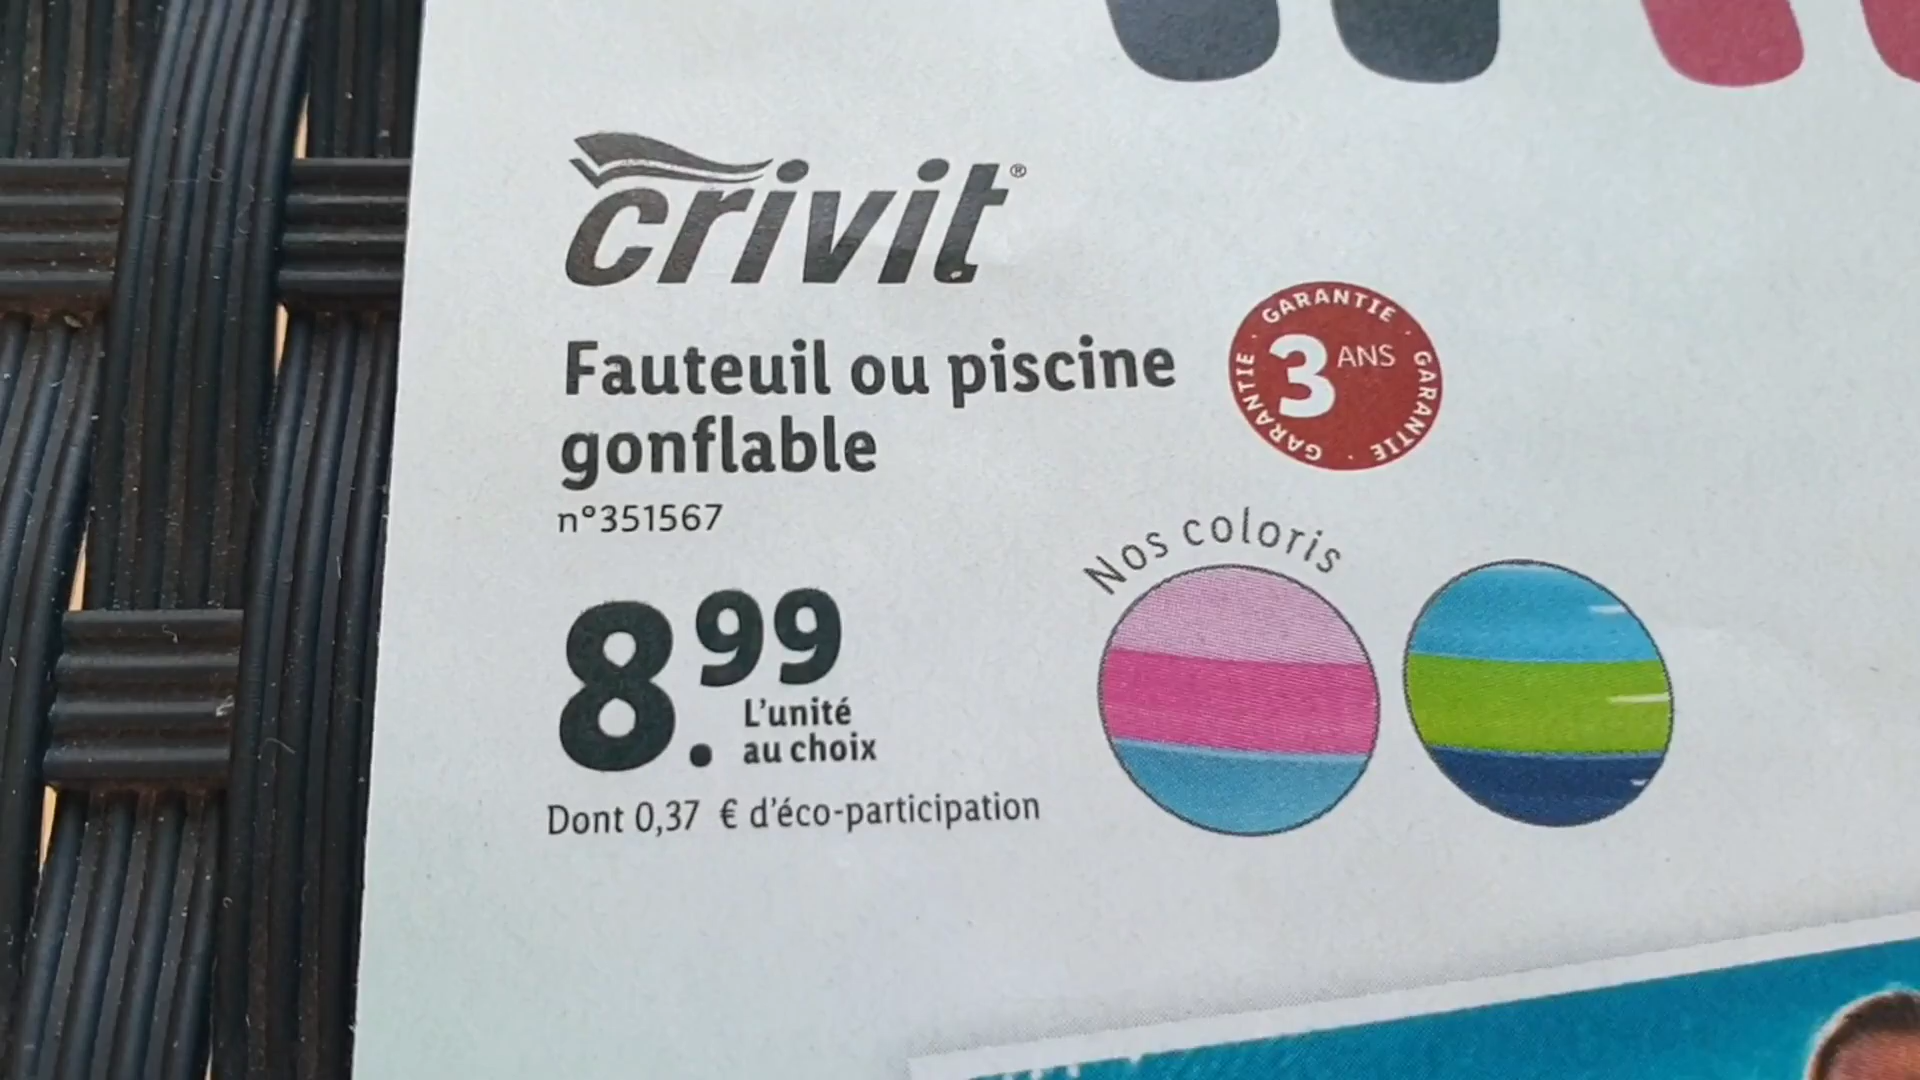 crivit®
Fauteuil ou piscine
gonflable
n°351567
GARANTIE · GARANTIE · GARANTIE · GARANTIE ·
3 ANS
Nos coloris
8.99
L'unité
au choix
Dont 0,37 € d'éco-participation